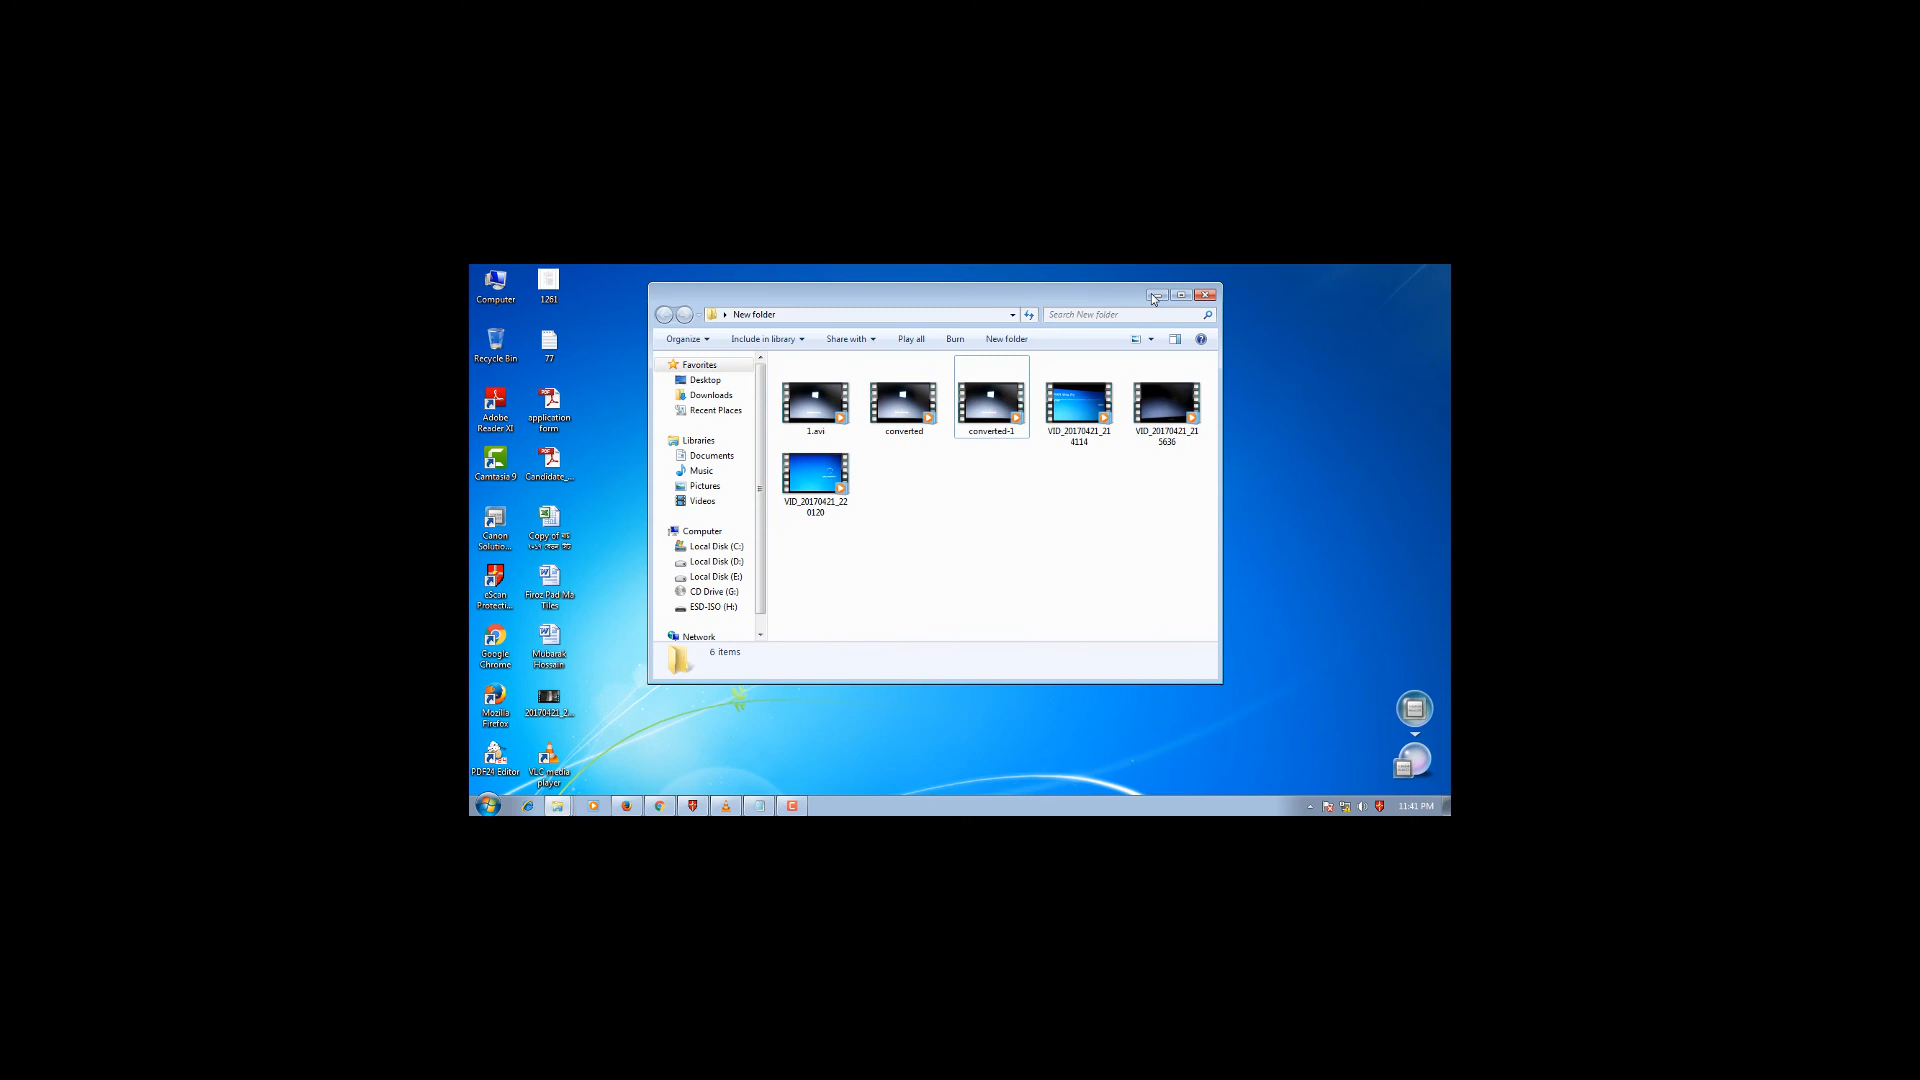 Computer
1261
Recycle Bin
77
Adobe
Reader XI
application
form
Camtasia 9
Candidate_...
Canon
Solutio...
Copy of
eScan
Protecti...
Firoz Pad Ma
Tiles
Google
Chrome
Mubarak
Hossain
Mozilla
Firefox
20170421_2...
PDF24 Editor
VLC media
player
New folder
Search New folder
Organize
Include in library
Share with
Play all
Burn
New folder
Favorites
Desktop
Downloads
Recent Places
Libraries
Documents
Music
Pictures
Videos
Computer
Local Disk (C:)
Local Disk (D:)
Local Disk (E:)
CD Drive (G:)
ESD-ISO (H:)
Network
1.avi
converted
converted-1
VID_20170421_21
4114
VID_20170421_21
5636
VID_20170421_22
0120
6 items
11:41 PM